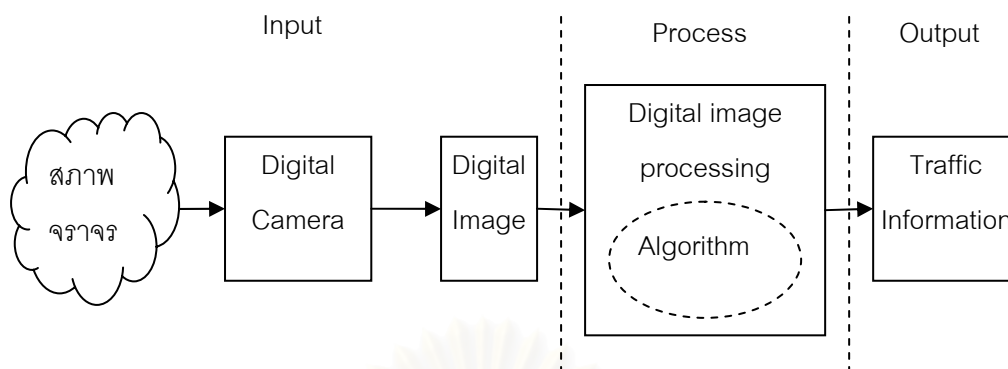 Input
Process
Output
สภาพ
จราจร
Digital
Camera
Digital
Image
Digital image
processing
Algorithm
Traffic
Information